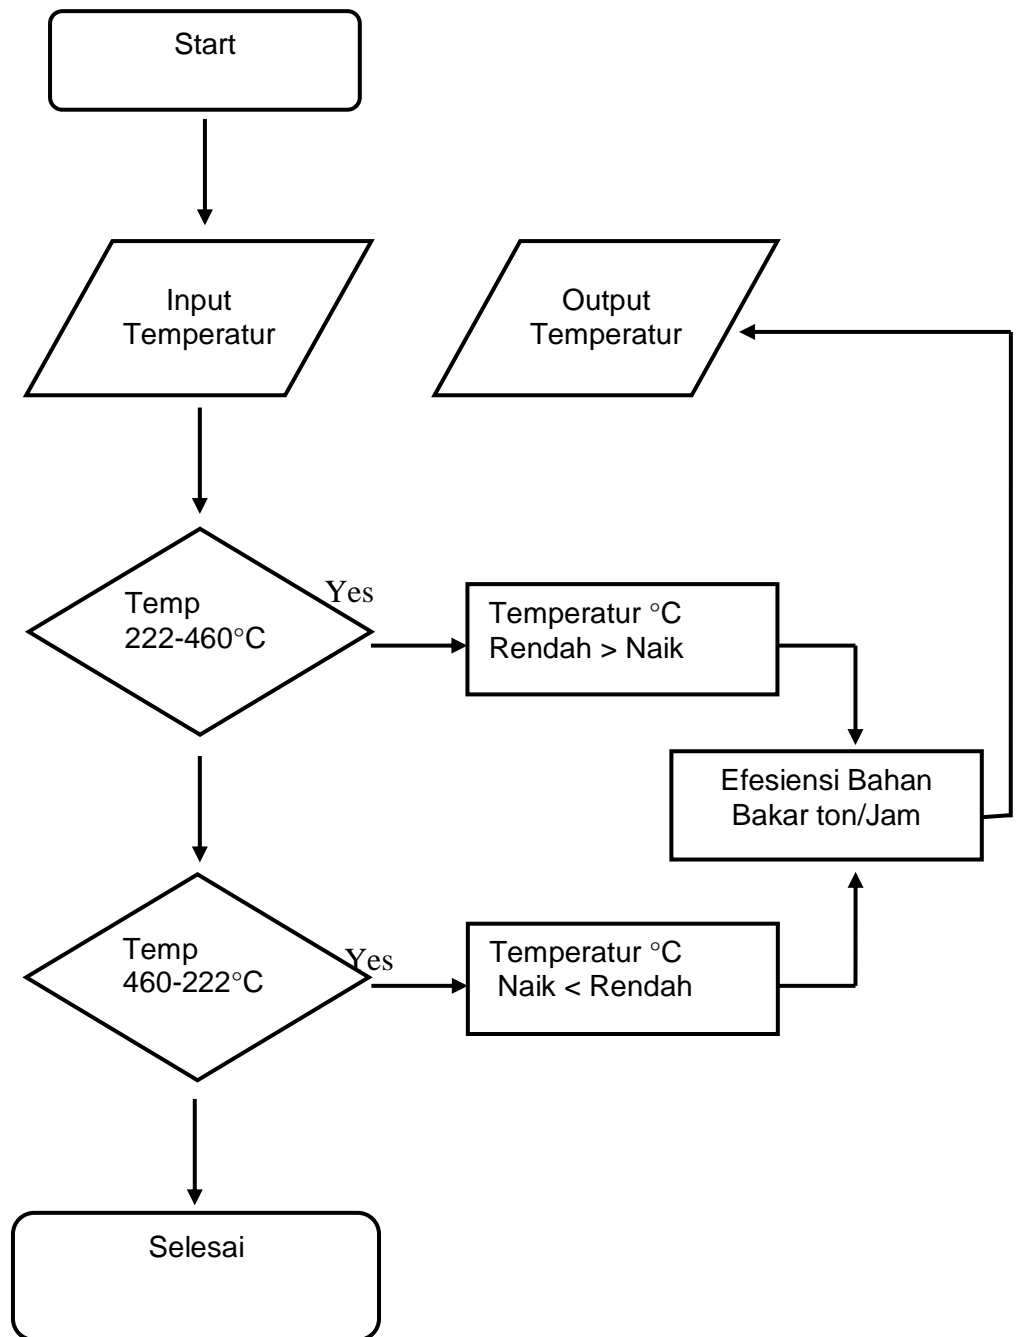 Start
Input
Temperatur
Output
Temperatur
Temp
222-460°C
Yes
Temperatur °C
Rendah > Naik
Efesiensi Bahan
Bakar ton/Jam
Temp
460-222°C
Yes
Temperatur °C
Naik < Rendah
Selesai